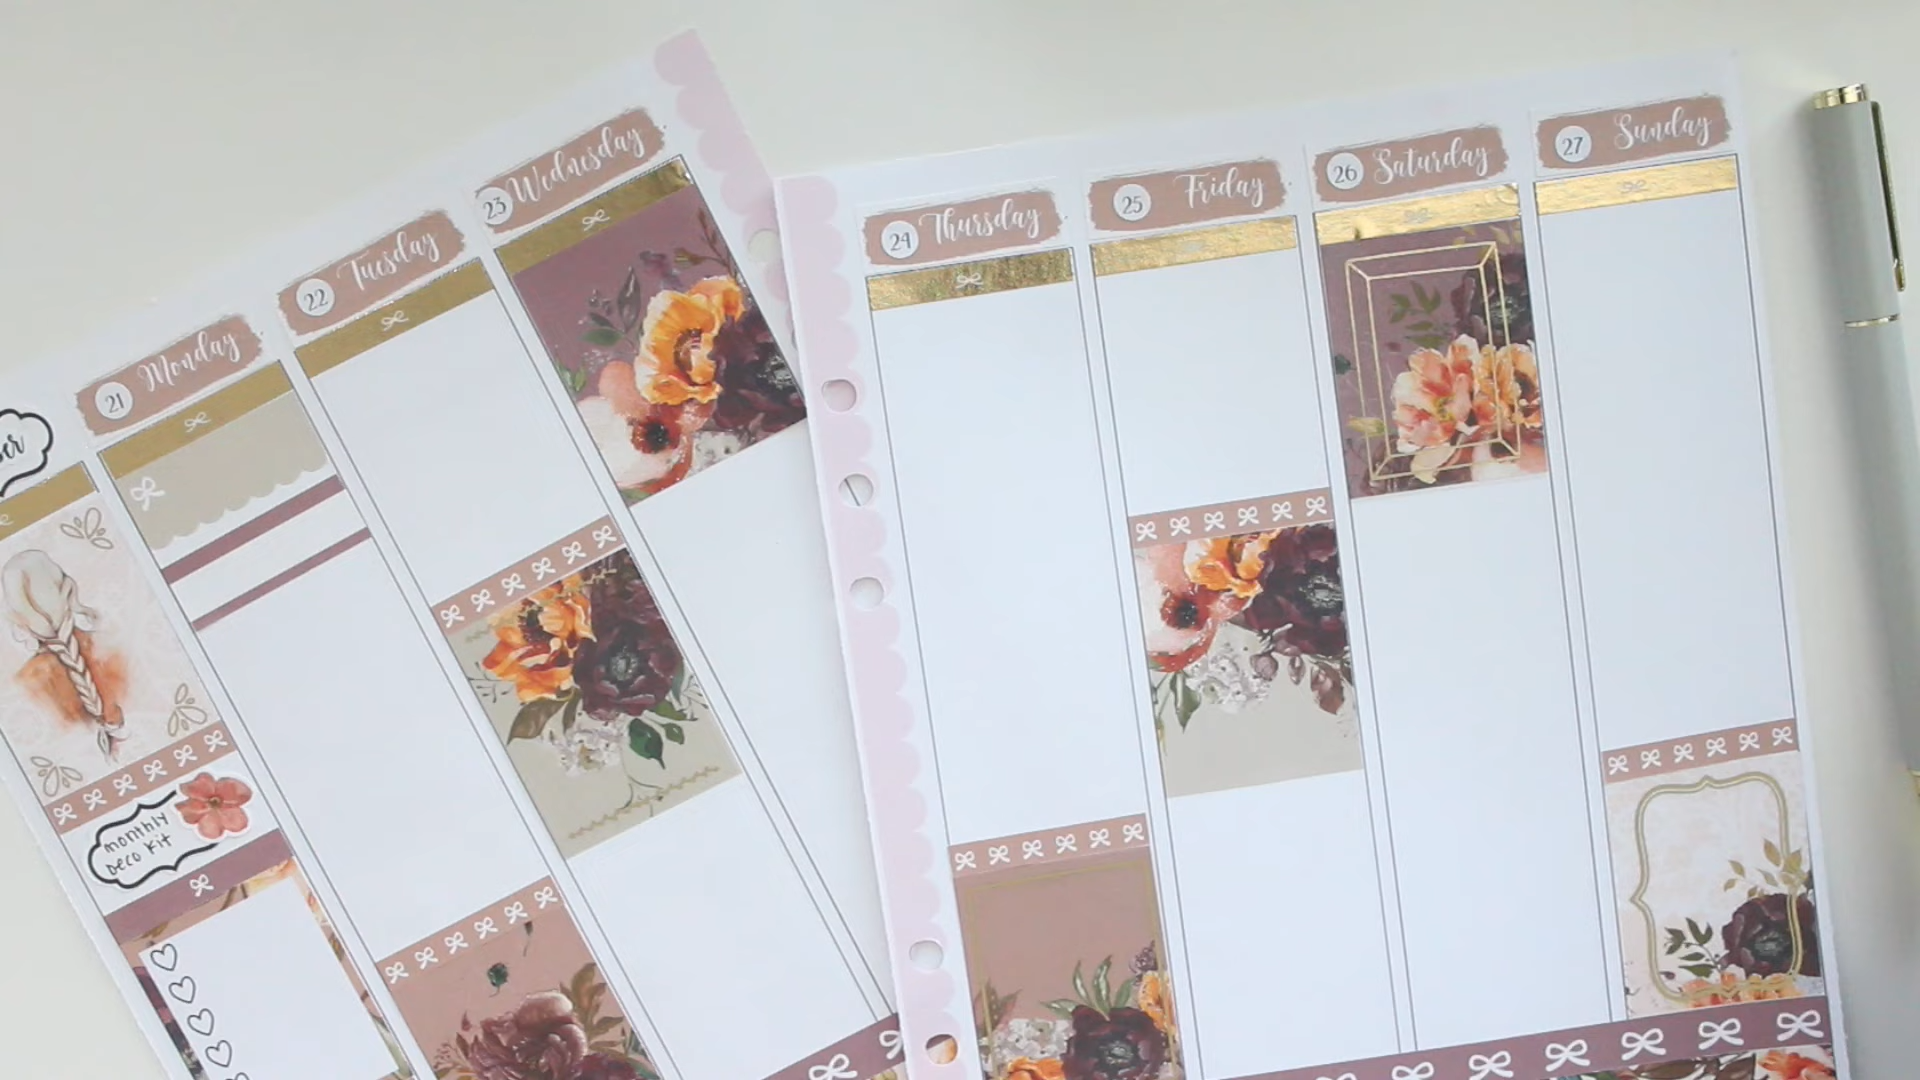 21 Monday
22 Tuesday
23 Wednesday
monthly
Deco Kit
24 Thursday
25 Friday
26 Saturday
27 Sunday